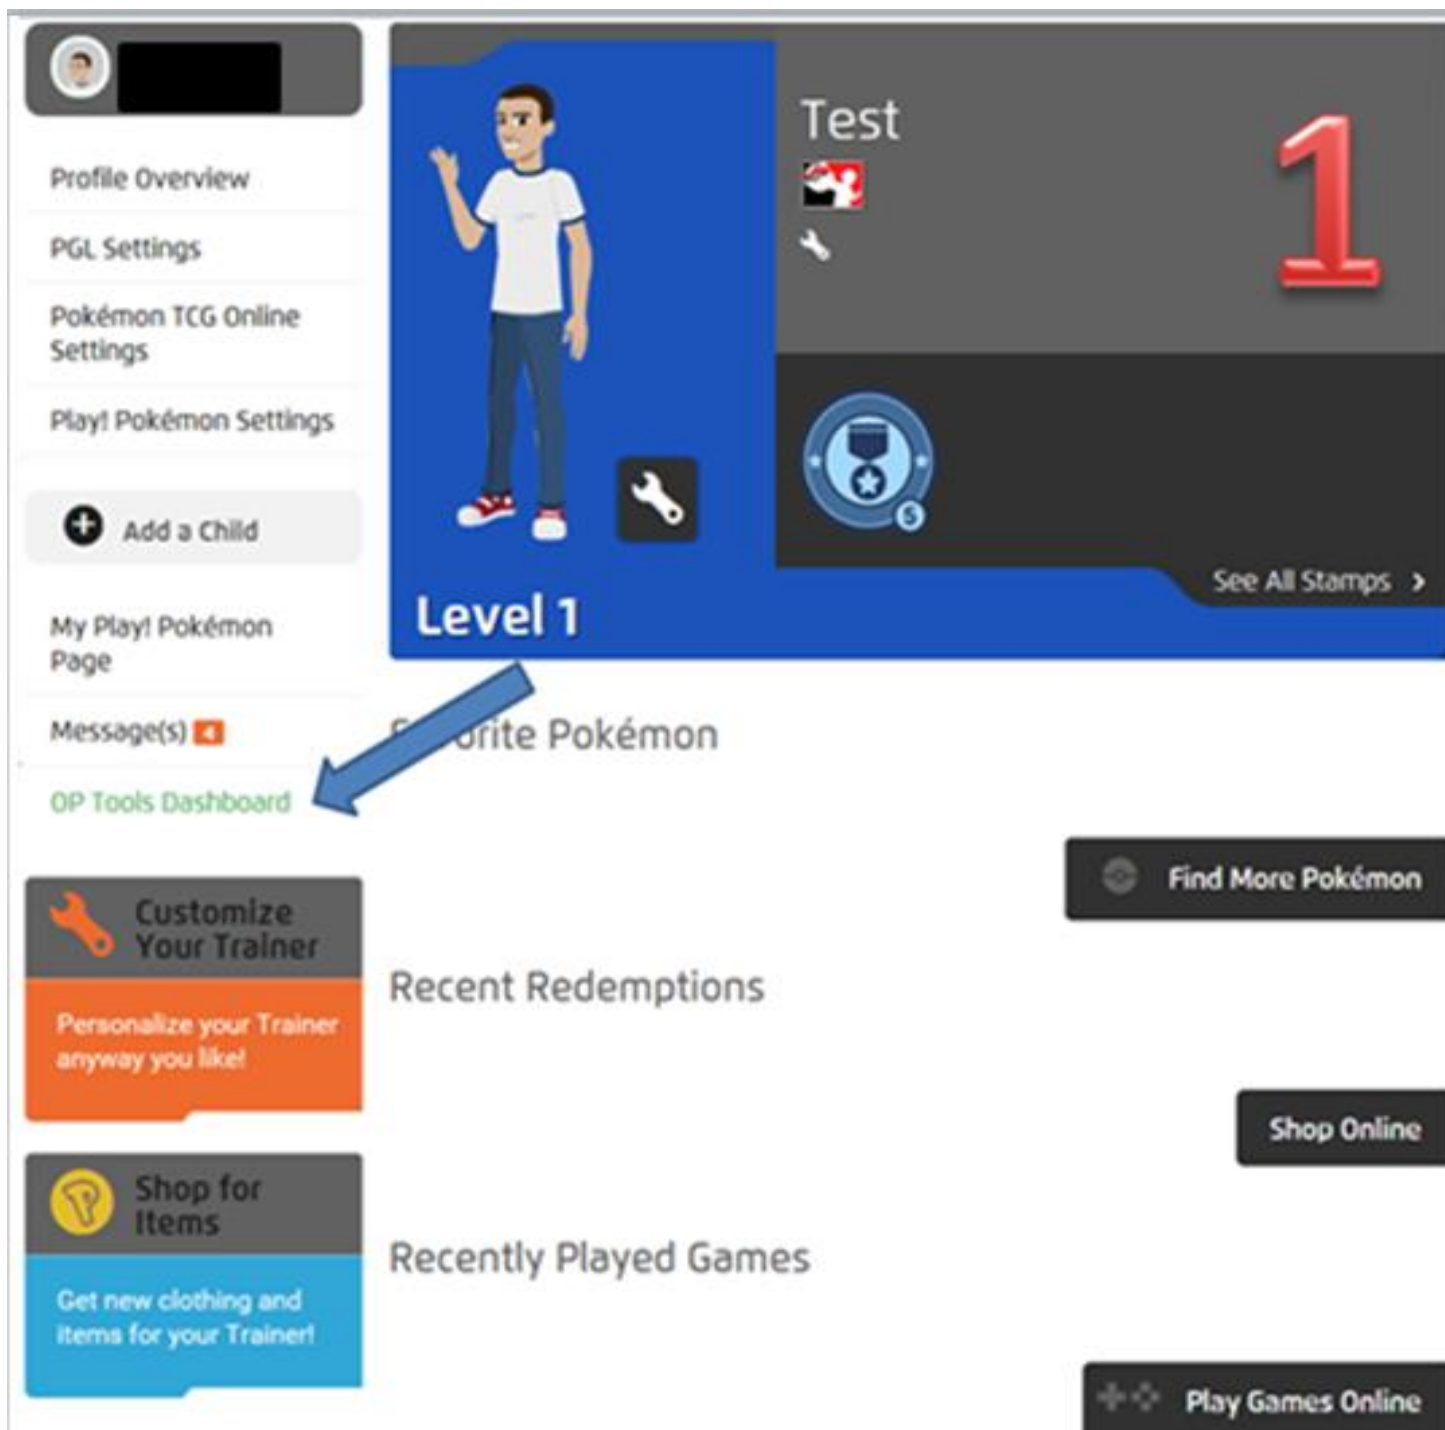 Profile Overview
PGL Settings
Pokémon TCG Online
Settings
Play! Pokémon Settings
Add a Child
My Play! Pokémon
Page
Message(s) 4
OP Tools Dashboard
Customize
Your Trainer
Personalize your Trainer
anyway you like!
Shop for
Items
Get new clothing and
items for your Trainer!
Test
1
5
See All Stamps
Level 1
Pokémon
Find More Pokémon
Recent Redemptions
Shop Online
Recently Played Games
Play Games Online